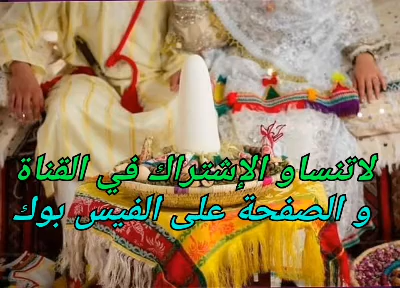 لاتنساو الإشتراك في القناة
و الصفحة على الفيس بوك